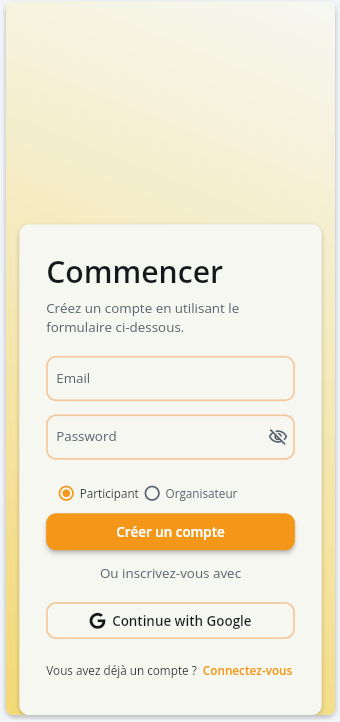 Commencer
Créez un compte en utilisant le
formulaire ci-dessous.
Email
Password
Participant Organisateur
Créer un compte
Ou inscrivez-vous avec
Continue with Google
Vous avez déjà un compte ? Connectez-vous